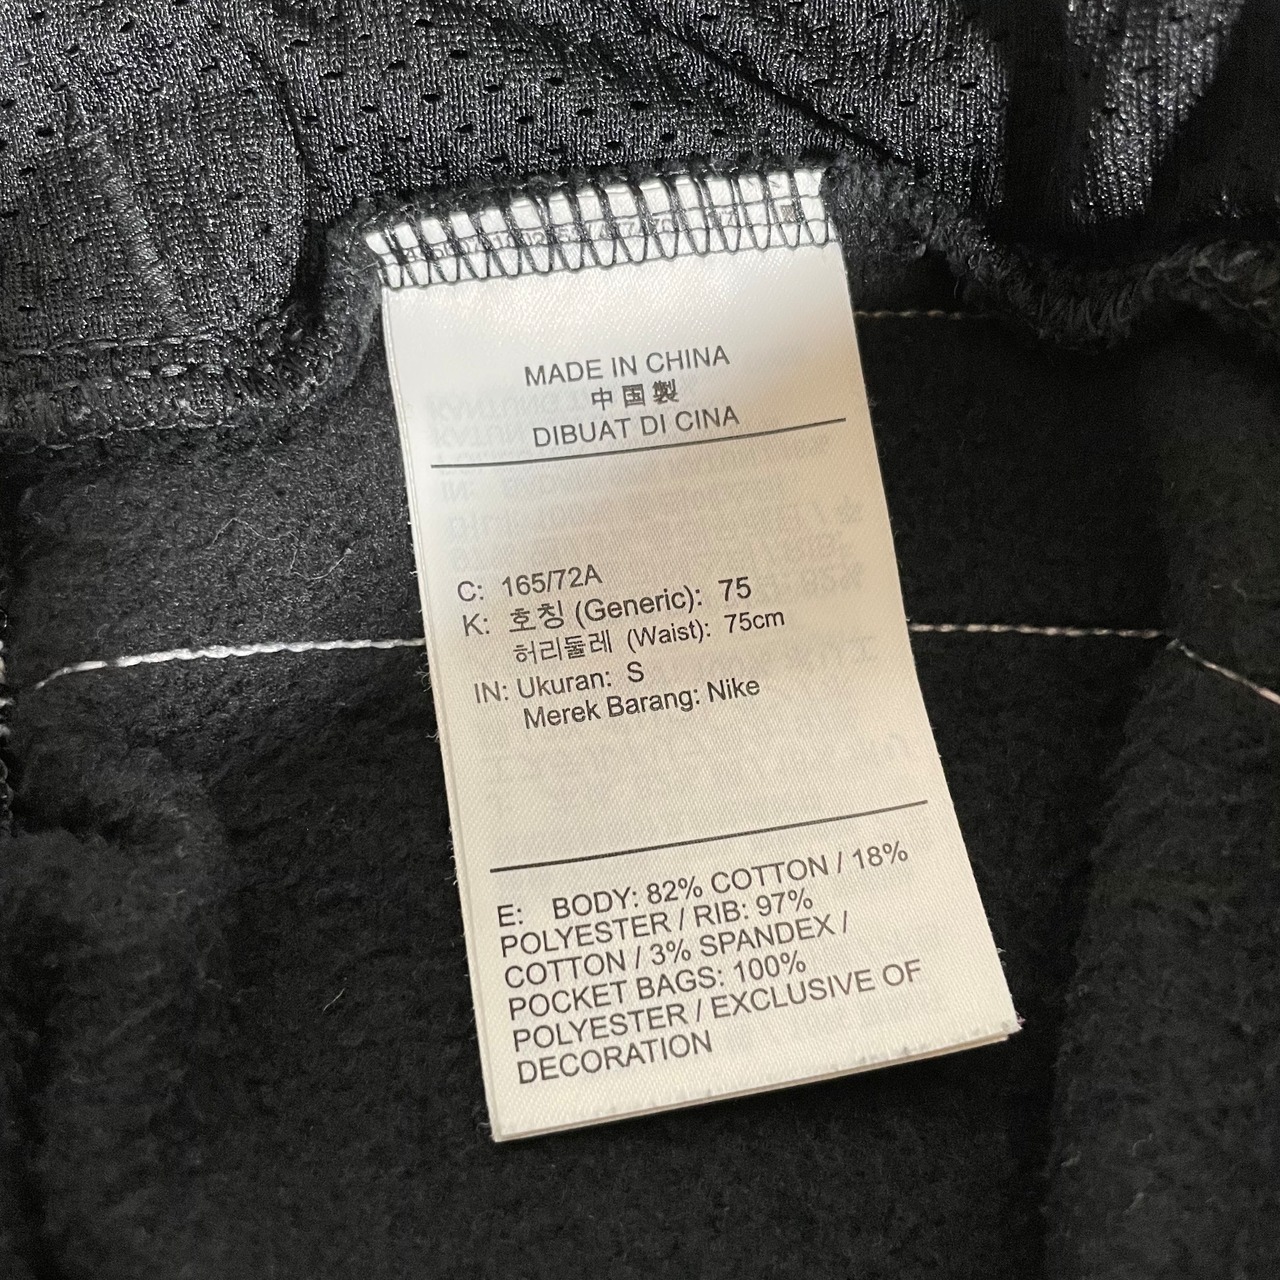 MADE IN CHINA
中国製
DIBUAT DI CINA
C: 165/72A
K: 호칭 (Generic): 75
허리둘레 (Waist): 75cm
IN: Ukuran: S
Merek Barang: Nike
E: BODY: 82% COTTON / 18%
POLYESTER / RIB: 97%
COTTON / 3% SPANDEX /
POCKET BAGS: 100%
POLYESTER / EXCLUSIVE OF
DECORATION